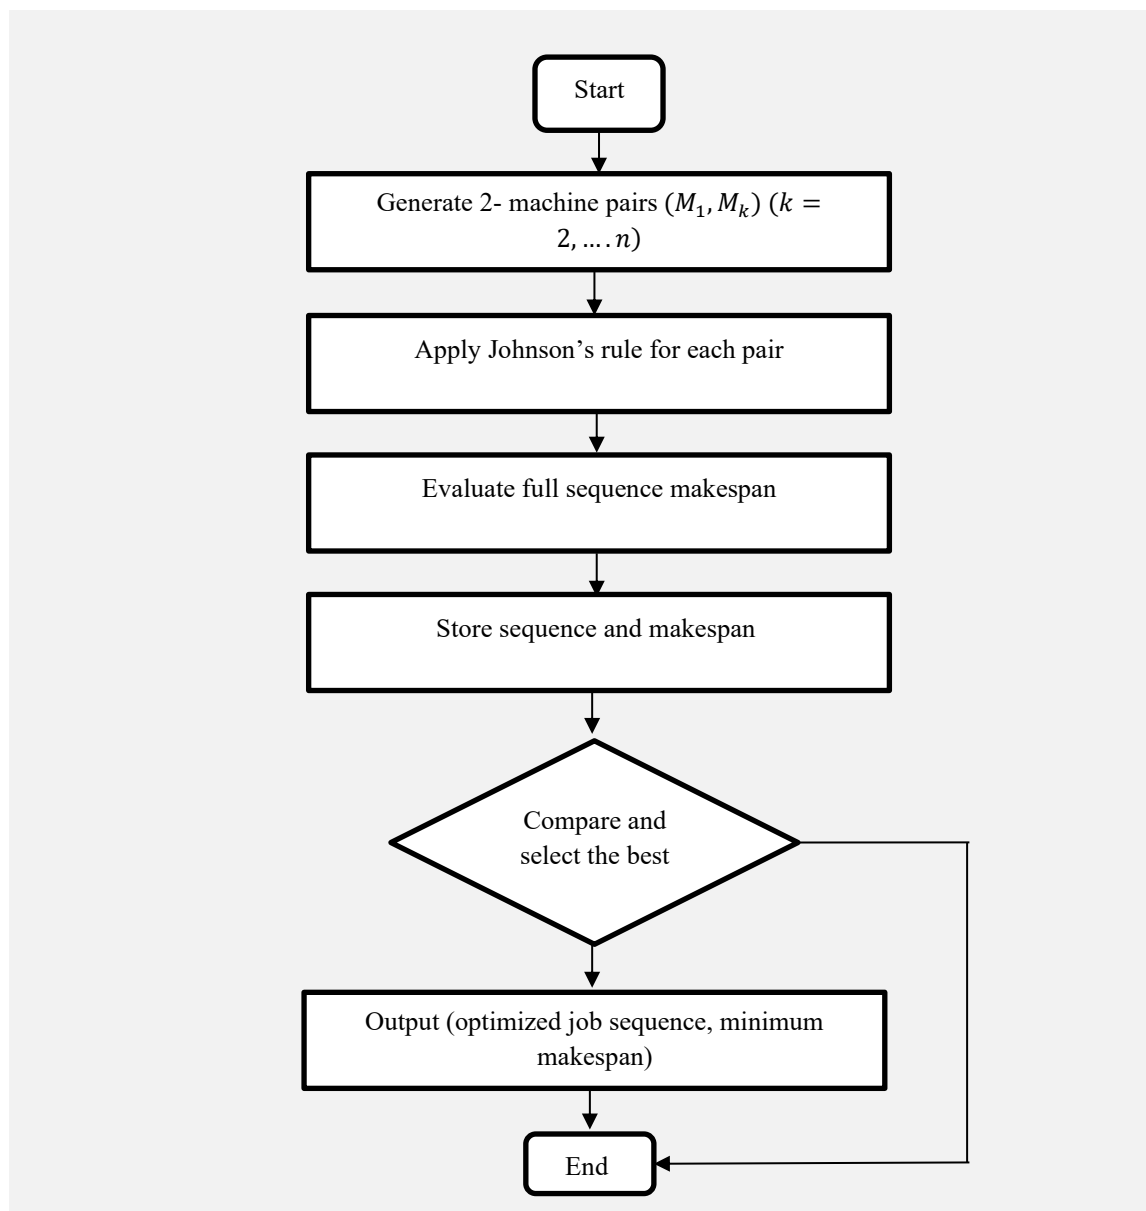 Start
Generate 2- machine pairs (𝑀₁, 𝑀ₖ) (𝑘 =
2, … . 𝑛)
Apply Johnson’s rule for each pair
Evaluate full sequence makespan
Store sequence and makespan
Compare and
select the best
Output (optimized job sequence, minimum
makespan)
End